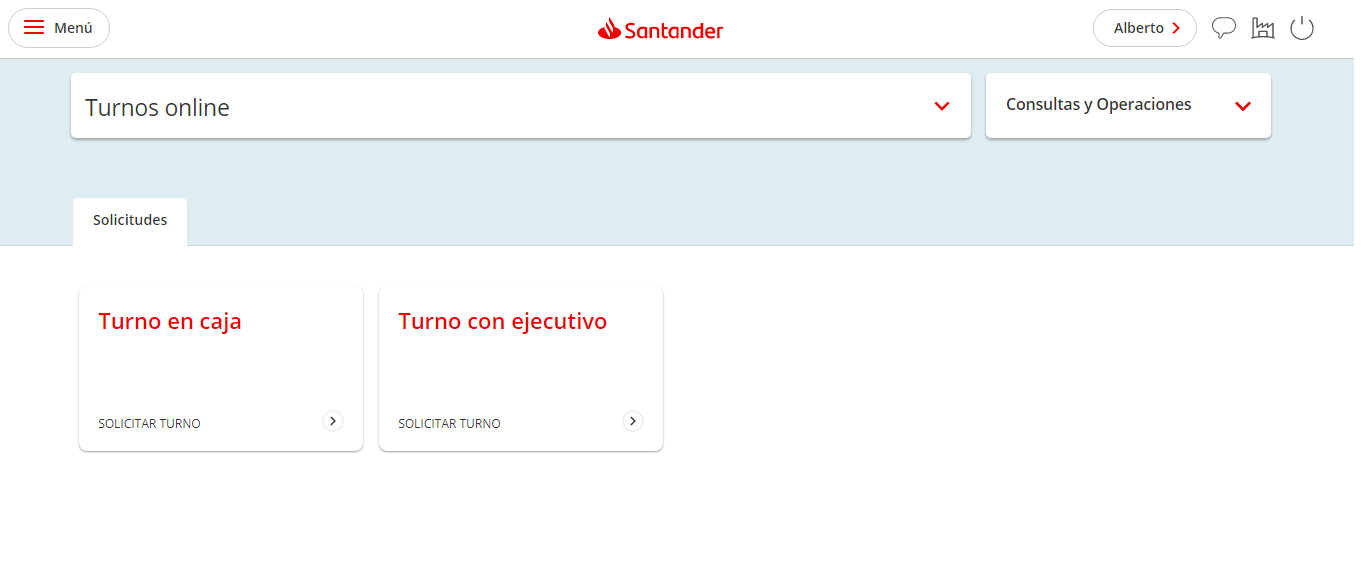 Menú
Santander
Alberto
Turnos online
Consultas y Operaciones
Solicitudes
Turno en caja
Turno con ejecutivo
SOLICITAR TURNO
SOLICITAR TURNO